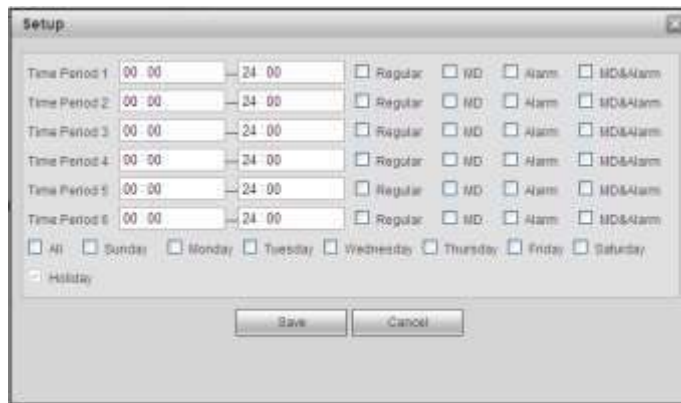 Setup
Time Period 1 00 00 — 24 00 Regular MD Alarm MD&Alarm
Time Period 2 00 00 — 24 00 Regular MD Alarm MD&Alarm
Time Period 3 00 00 — 24 00 Regular MD Alarm MD&Alarm
Time Period 4 00 00 — 24 00 Regular MD Alarm MD&Alarm
Time Period 5 00 00 — 24 00 Regular MD Alarm MD&Alarm
Time Period 6 00 00 — 24 00 Regular MD Alarm MD&Alarm
All Sunday Monday Tuesday Wednesday Thursday Friday Saturday
Holiday
Save Cancel